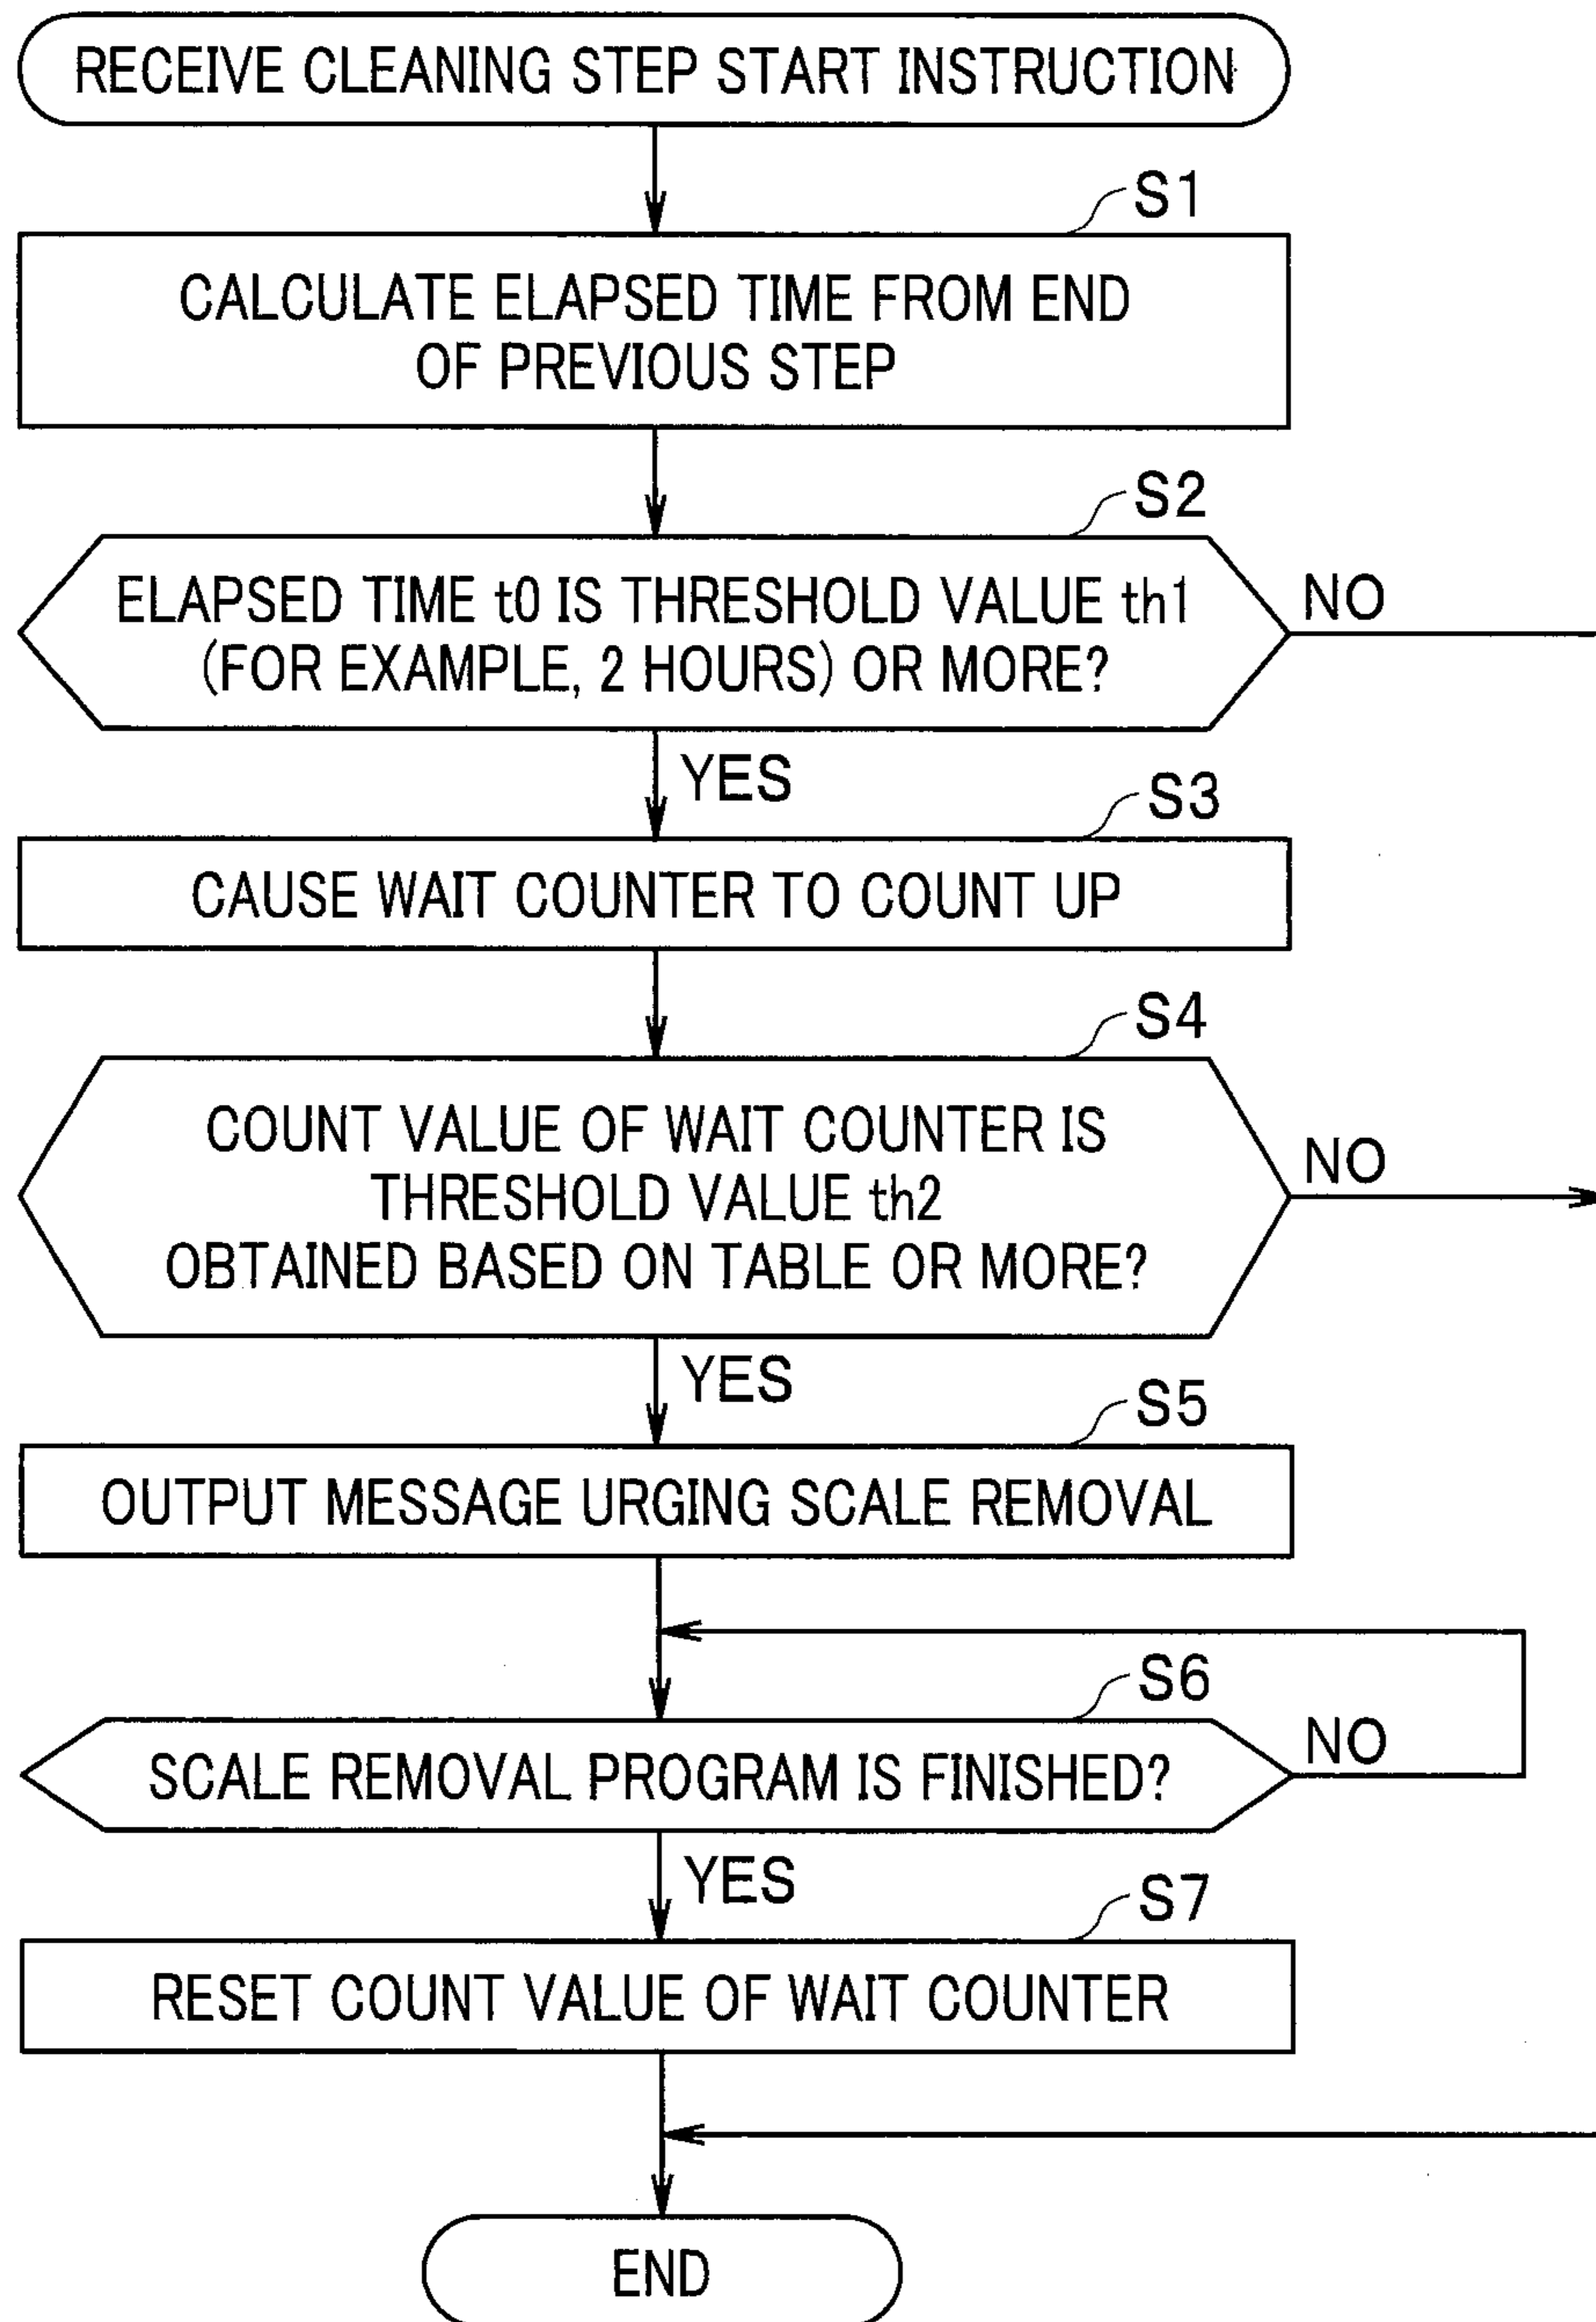 RECEIVE CLEANING STEP START INSTRUCTION
S1
CALCULATE ELAPSED TIME FROM END
OF PREVIOUS STEP
S2
ELAPSED TIME t0 IS THRESHOLD VALUE th1
(FOR EXAMPLE, 2 HOURS) OR MORE?
NO
YES
S3
CAUSE WAIT COUNTER TO COUNT UP
S4
COUNT VALUE OF WAIT COUNTER IS
THRESHOLD VALUE th2
OBTAINED BASED ON TABLE OR MORE?
NO
YES
S5
OUTPUT MESSAGE URGING SCALE REMOVAL
S6
SCALE REMOVAL PROGRAM IS FINISHED?
NO
YES
S7
RESET COUNT VALUE OF WAIT COUNTER
END